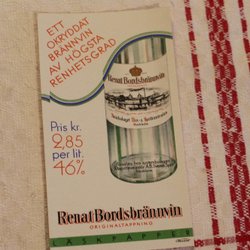 ETT
OKRYDDAT
BRÄNNVIN
AV HÖGSTA
RENHETSGRAD
Renat Bordsbrännvin
Pris kr.
2,85
per lit.
46%
Renat Bordsbrännvin
ORIGINALTAPPNING